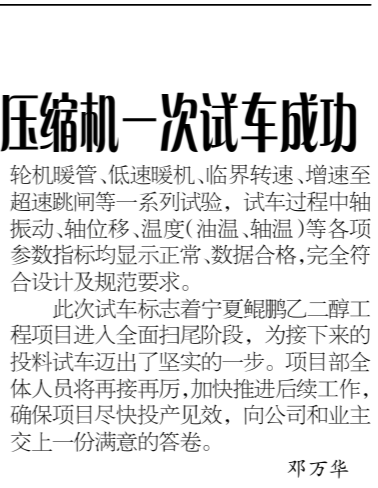 压缩机一次试车成功
轮机暖管、低速暖机、临界转速、增速至
超速跳闸等一系列试验，试车过程中轴
振动、轴位移、温度(油温、轴温)等各项
参数指标均显示正常、数据合格,完全符
合设计及规范要求。
此次试车标志着宁夏鲲鹏乙二醇工
程项目进入全面扫尾阶段，为接下来的
投料试车迈出了坚实的一步。项目部全
体人员将再接再厉,加快推进后续工作,
确保项目尽快投产见效，向公司和业主
交上一份满意的答卷。
邓万华